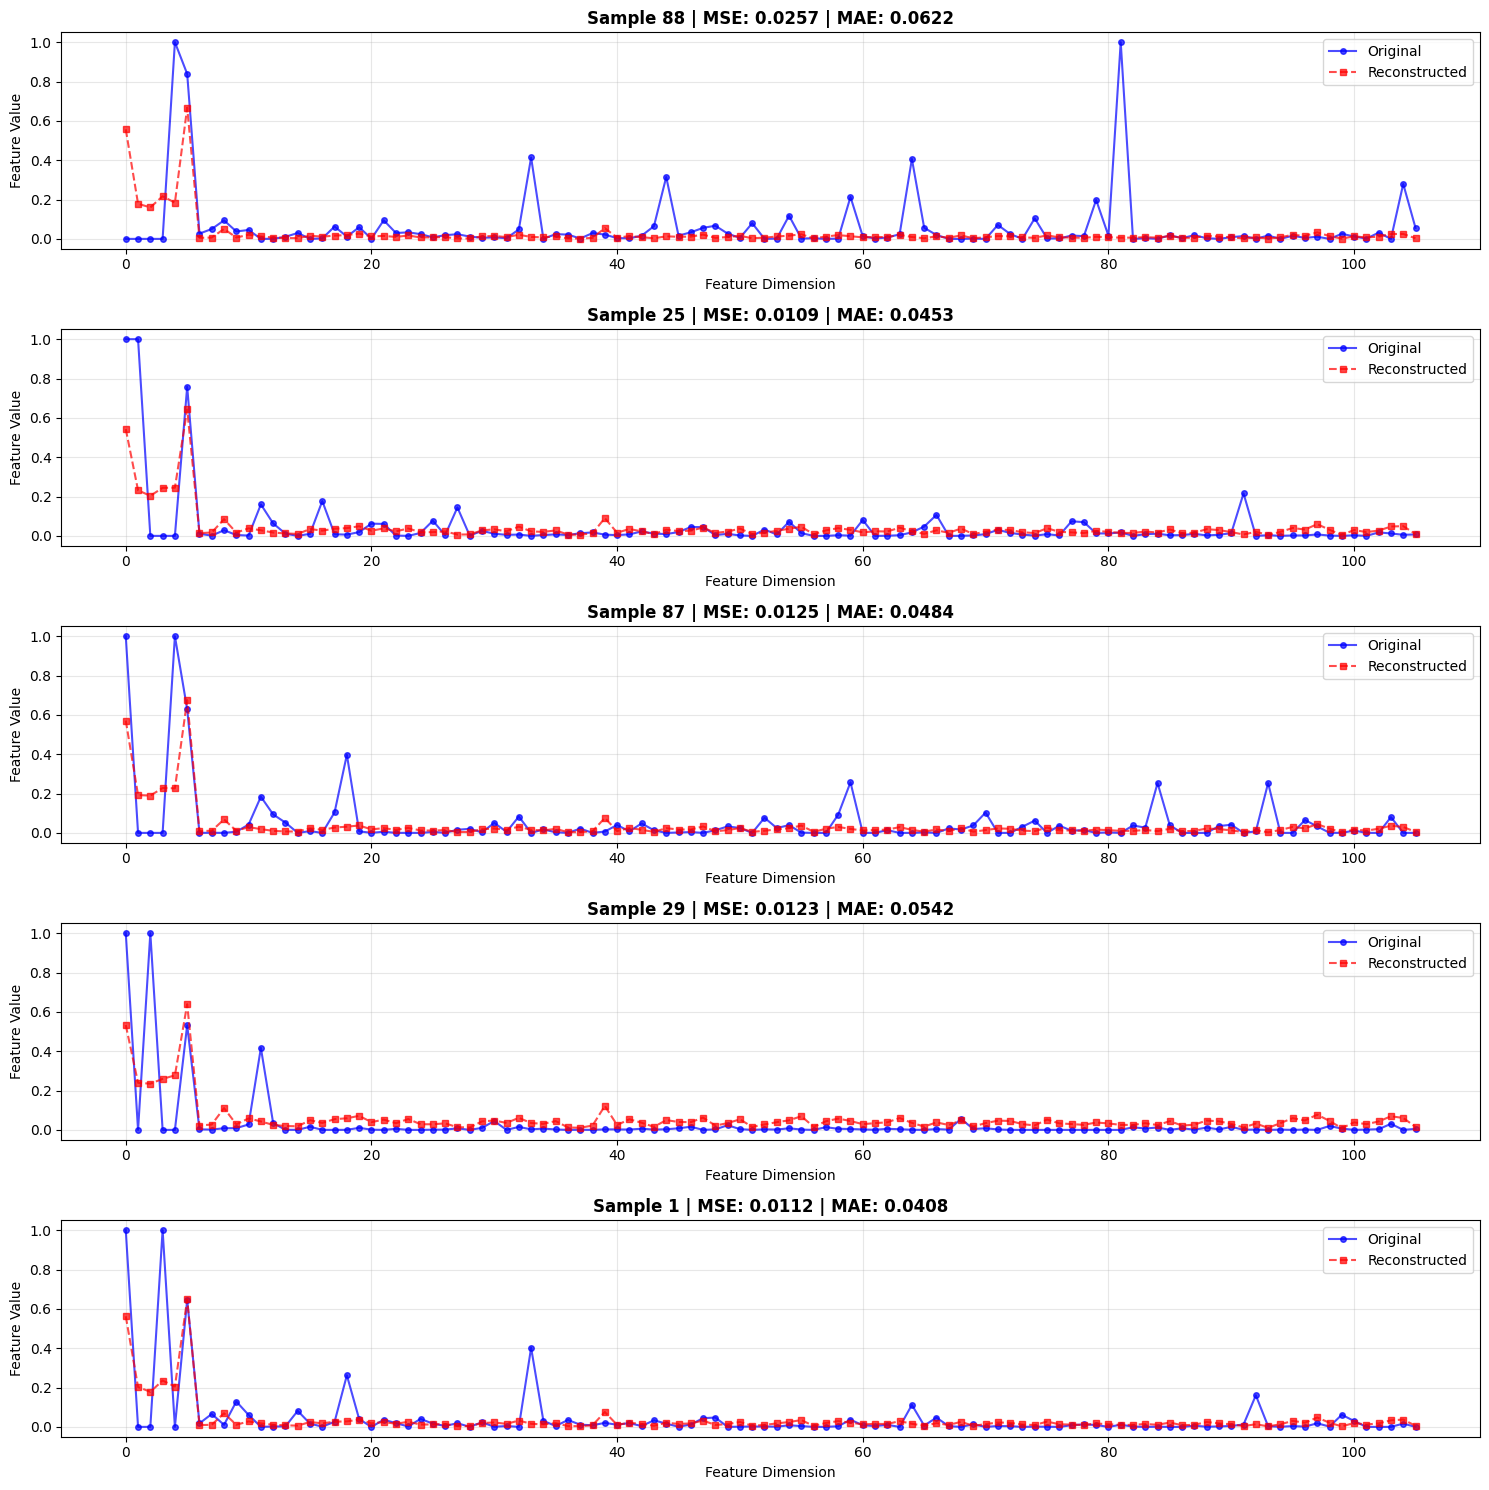 Sample 88 | MSE: 0.0257 | MAE: 0.0622
Feature Value
1.0
0.8
0.6
0.4
0.2
0.0
Original
Reconstructed
0 20 40 60 80 100
Feature Dimension
Sample 25 | MSE: 0.0109 | MAE: 0.0453
Feature Value
1.0
0.8
0.6
0.4
0.2
0.0
Original
Reconstructed
0 20 40 60 80 100
Feature Dimension
Sample 87 | MSE: 0.0125 | MAE: 0.0484
Feature Value
1.0
0.8
0.6
0.4
0.2
0.0
Original
Reconstructed
0 20 40 60 80 100
Feature Dimension
Sample 29 | MSE: 0.0123 | MAE: 0.0542
Feature Value
1.0
0.8
0.6
0.4
0.2
0.0
Original
Reconstructed
0 20 40 60 80 100
Feature Dimension
Sample 1 | MSE: 0.0112 | MAE: 0.0408
Feature Value
1.0
0.8
0.6
0.4
0.2
0.0
Original
Reconstructed
0 20 40 60 80 100
Feature Dimension